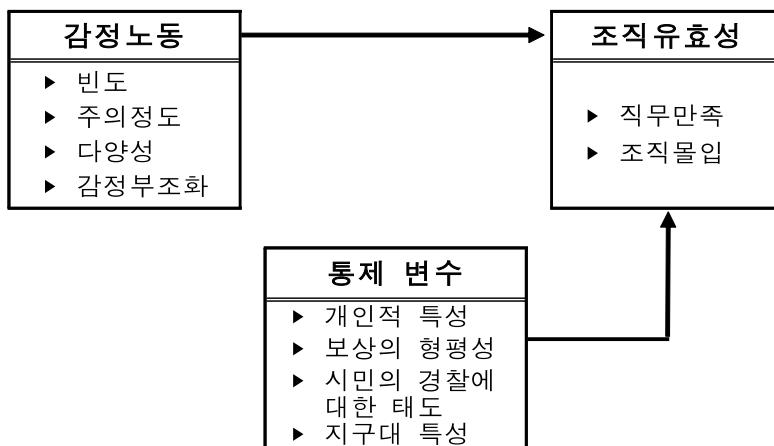 감정노동
▶ 빈도
▶ 주의정도
▶ 다양성
▶ 감정부조화
조직유효성
▶ 직무만족
▶ 조직몰입
통제 변수
▶ 개인적 특성
▶ 보상의 형평성
▶ 시민의 경찰에
대한 태도
▶ 지구대 특성